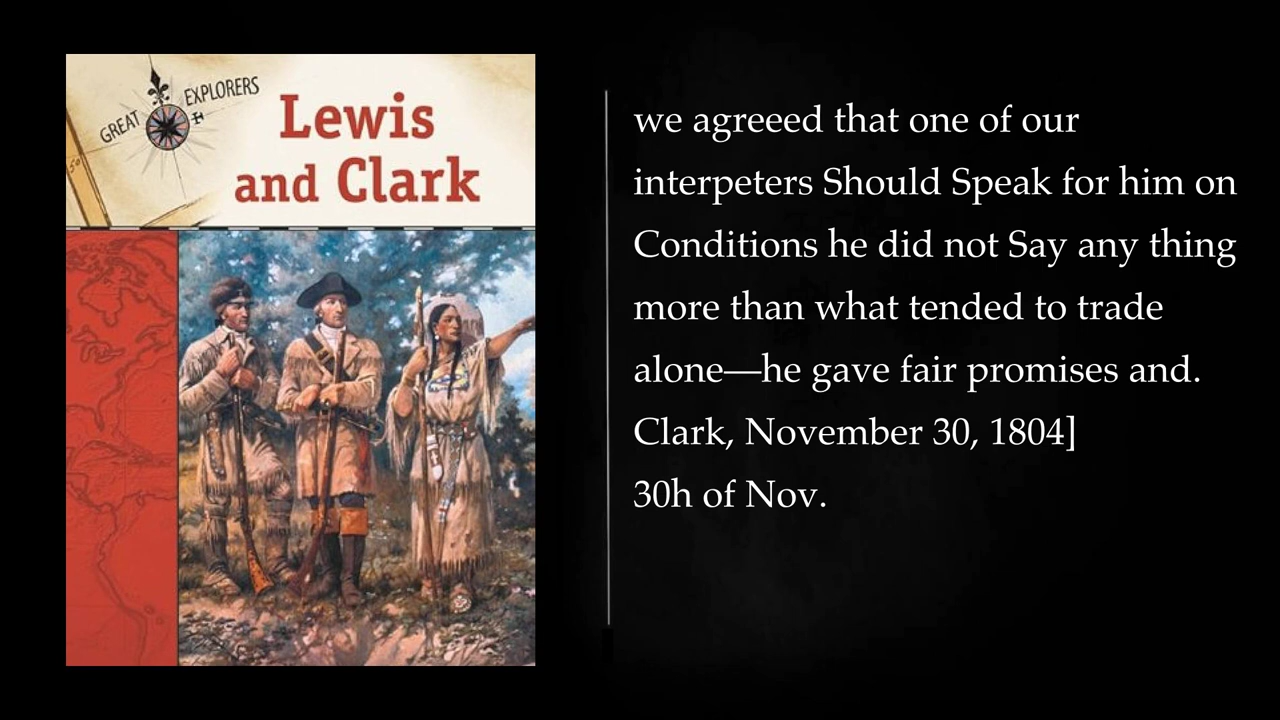 GREAT EXPLORERS
Lewis
and Clark
50
we agreeed that one of our
interpeters Should Speak for him on
Conditions he did not Say any thing
more than what tended to trade
alone—he gave fair promises and.
Clark, November 30, 1804]
30h of Nov.